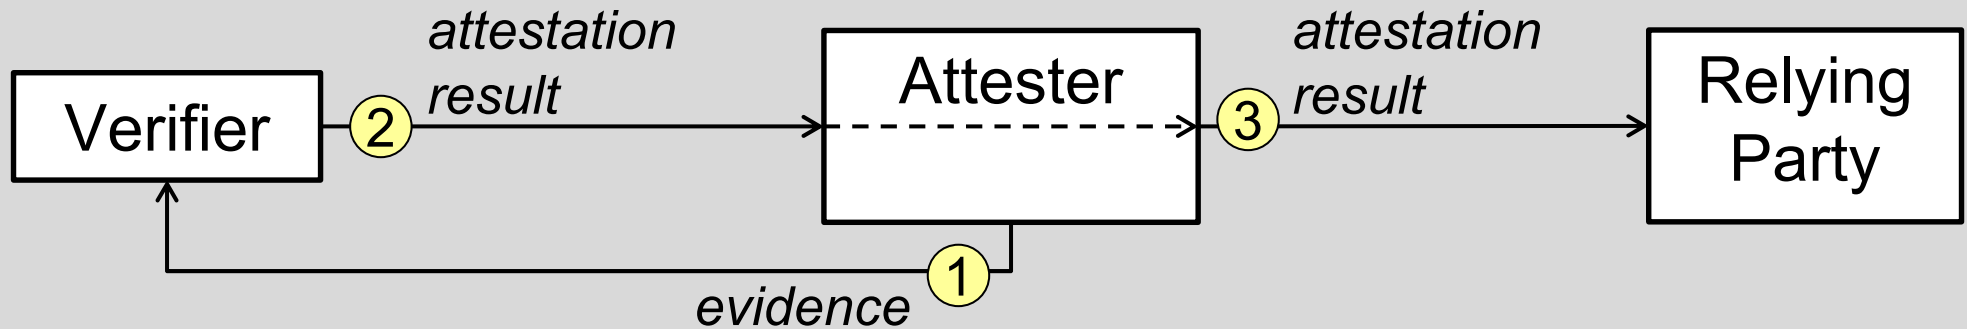 attestation
result
Verifier
2
Attester
attestation
result
3
Relying
Party
1
evidence